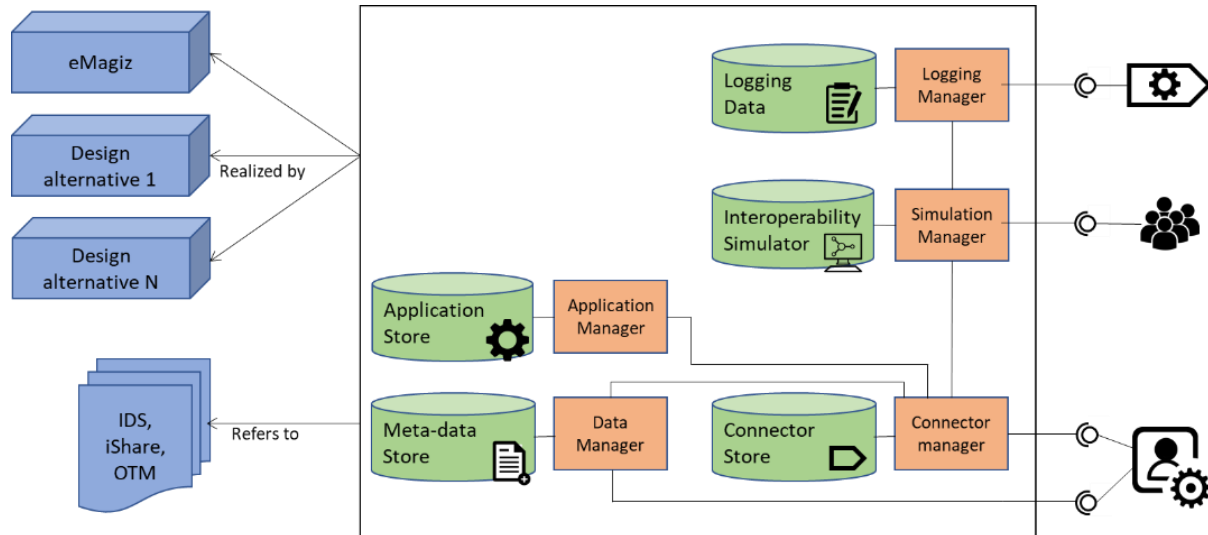 eMagiz
Design
alternative 1
Design
alternative N
Realized by
IDS,
iShare,
OTM
Refers to
Logging
Data
Logging
Manager
Interoperability
Simulator
Simulation
Manager
Application
Store
Application
Manager
Meta-data
Store
Data
Manager
Connector
Store
Connector
manager